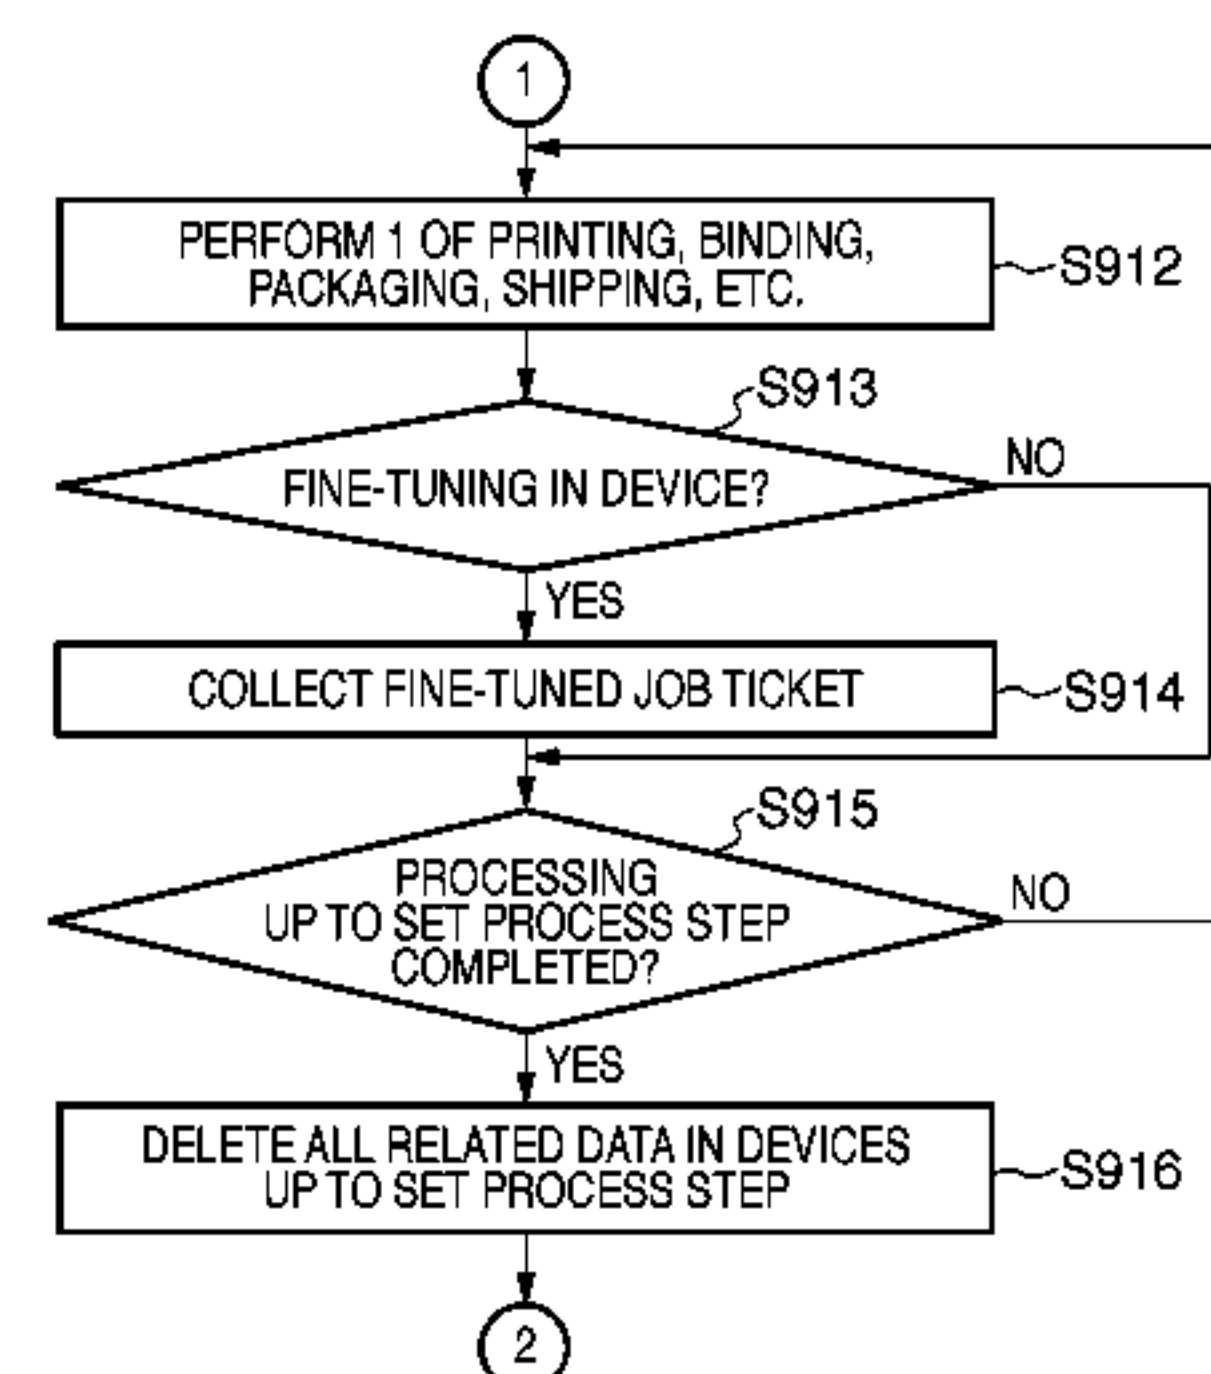 1
PERFORM 1 OF PRINTING, BINDING,
PACKAGING, SHIPPING, ETC.
S912
S913
FINE-TUNING IN DEVICE?
NO
YES
COLLECT FINE-TUNED JOB TICKET
S914
S915
PROCESSING
UP TO SET PROCESS STEP
COMPLETED?
NO
YES
DELETE ALL RELATED DATA IN DEVICES
UP TO SET PROCESS STEP
S916
2